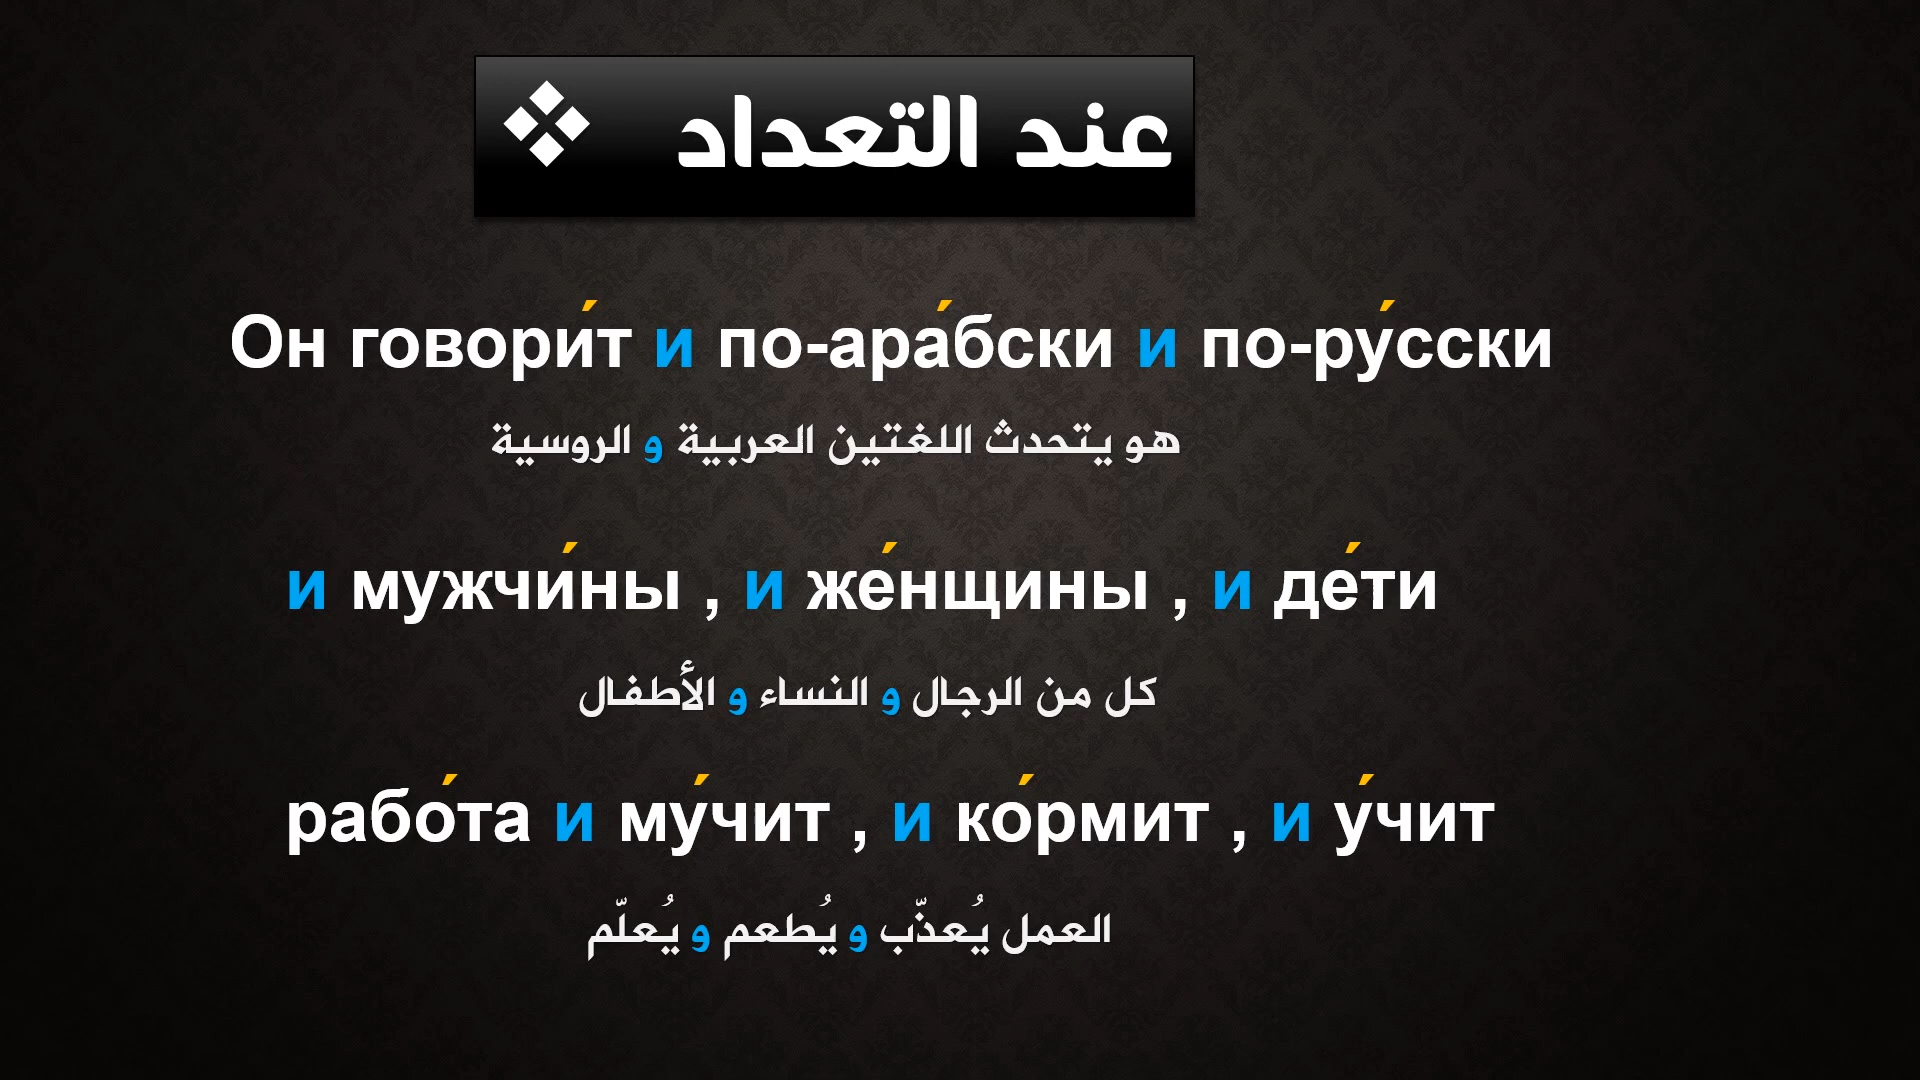 ❖ عند التعداد
Он говори́т и по-ара́бски и по-ру́сски
هو يتحدث اللغتين العربية و الروسية
и мужчи́ны , и же́нщины , и де́ти
كل من الرجال و النساء و الأطفال
рабо́та и му́чит , и ко́рмит , и у́чит
العمل يُعذّب و يُطعم و يُعلّم